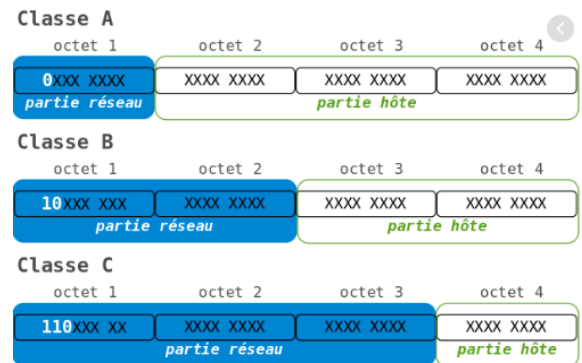 Classe A
octet 1 octet 2 octet 3 octet 4
0XXX XXXX XXXX XXXX XXXX XXXX XXXX XXXX
partie réseau partie hôte
Classe B
octet 1 octet 2 octet 3 octet 4
10XXX XXX XXXX XXXX XXXX XXXX XXXX XXXX
partie réseau partie hôte
Classe C
octet 1 octet 2 octet 3 octet 4
110XXX XX XXXX XXXX XXXX XXXX XXXX XXXX
partie réseau partie hôte